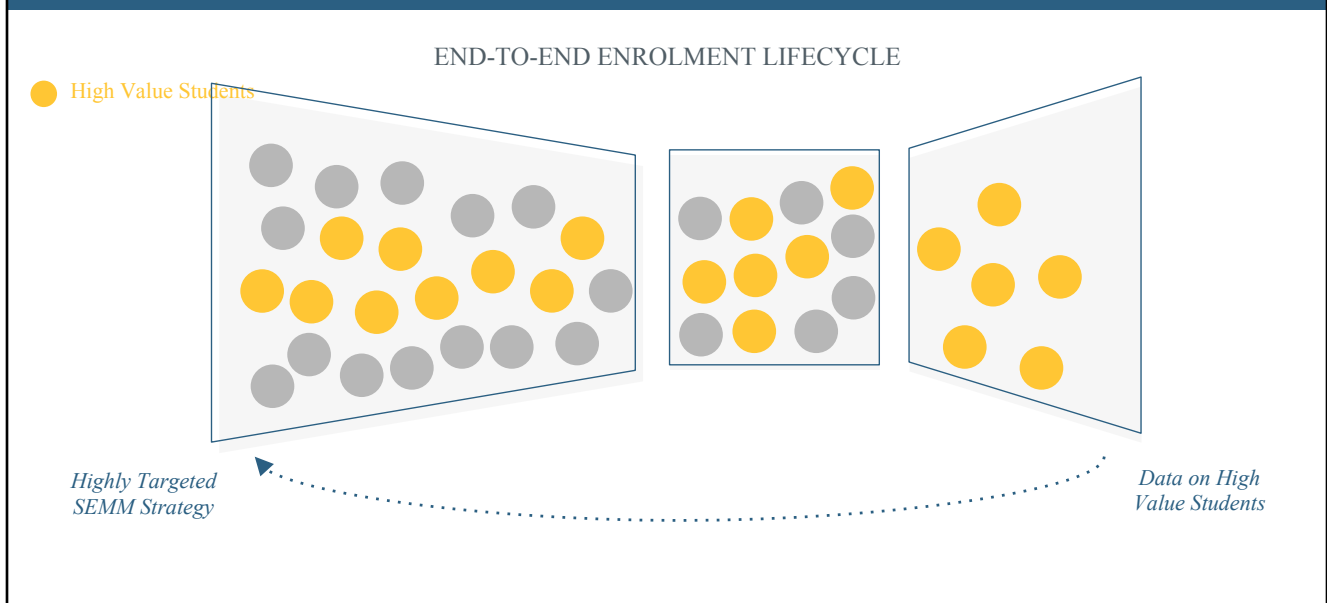 END-TO-END ENROLMENT LIFECYCLE
High Value Students
Highly Targeted
SEMM Strategy
Data on High
Value Students